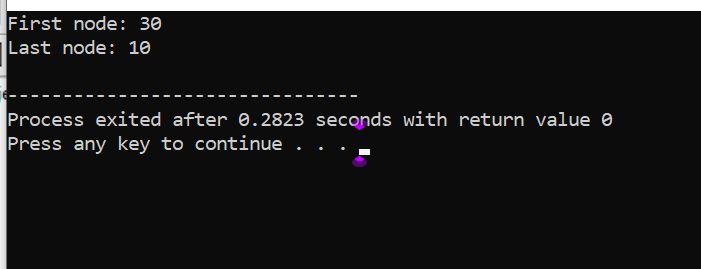 First node: 30
Last node: 10
--------------------------------
Process exited after 0.2823 seconds with return value 0
Press any key to continue . . .